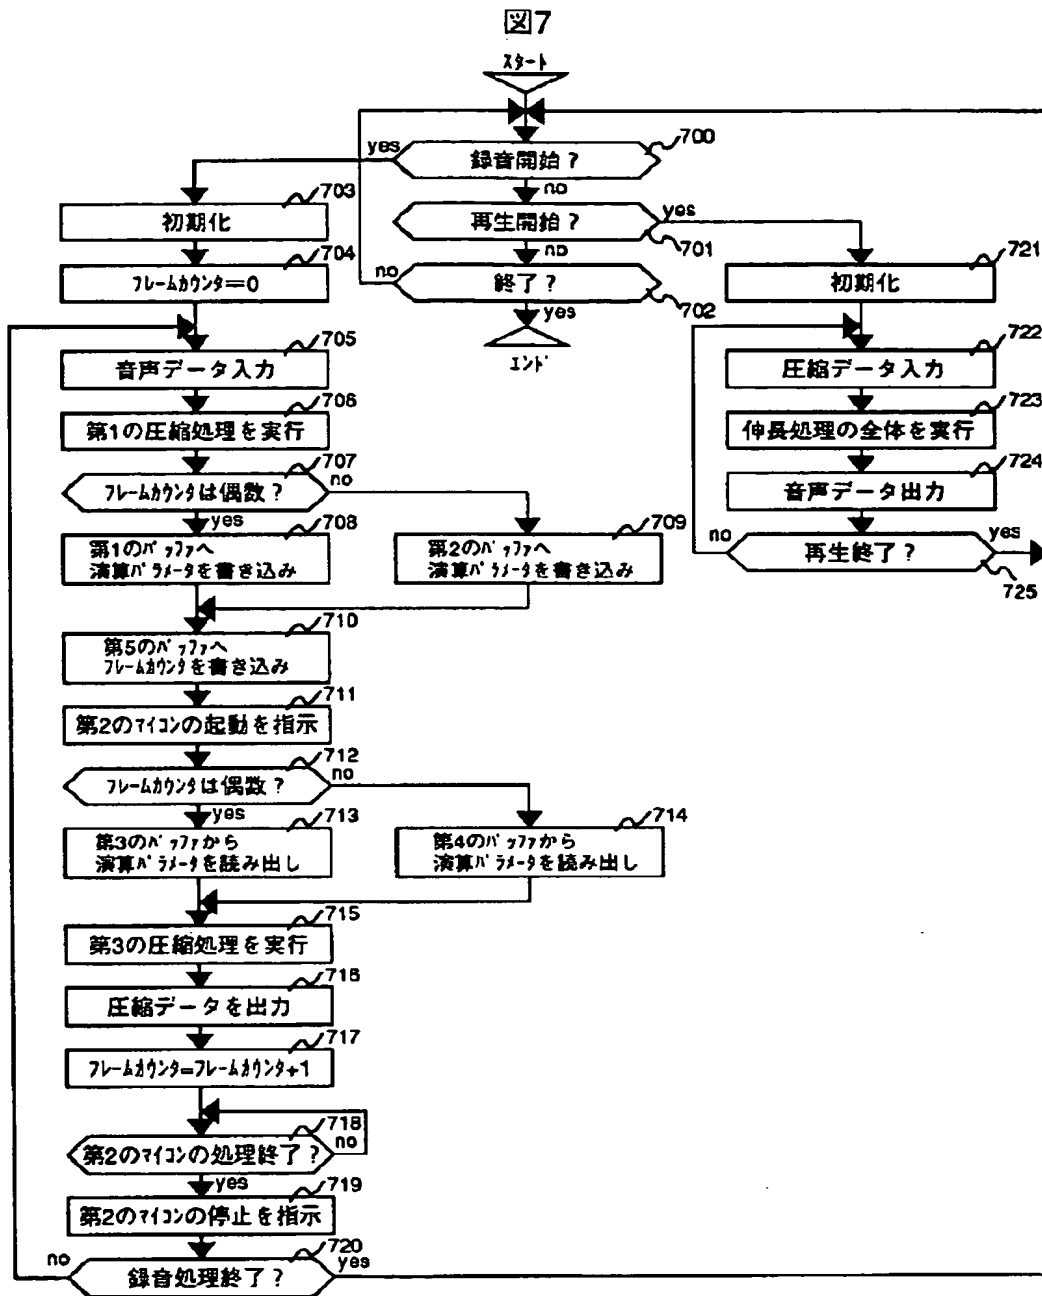 図7
スタート
700
yes
録音開始?
no
703
初期化
再生開始?
yes
701
704
no
721
フレームカウンタ=0
no
終了?
702
初期化
yes
エンド
705
音声データ入力
722
圧縮データ入力
706
第1の圧縮処理を実行
723
伸長処理の全体を実行
707
フレームカウンタは偶数?
no
724
音声データ出力
yes
708
第1のバッファへ
演算パラメータを書き込み
709
第2のバッファへ
演算パラメータを書き込み
no
再生終了?
yes
725
710
第5のバッファへ
フレームカウンタを書き込み
711
第2のマイコンの起動を指示
712
フレームカウンタは偶数?
no
yes
713
第3のバッファから
演算パラメータを読み出し
714
第4のバッファから
演算パラメータを読み出し
715
第3の圧縮処理を実行
716
圧縮データを出力
717
フレームカウンタ=フレームカウンタ+1
718
第2のマイコンの処理終了?
no
yes
719
第2のマイコンの停止を指示
720
no
録音処理終了?
yes